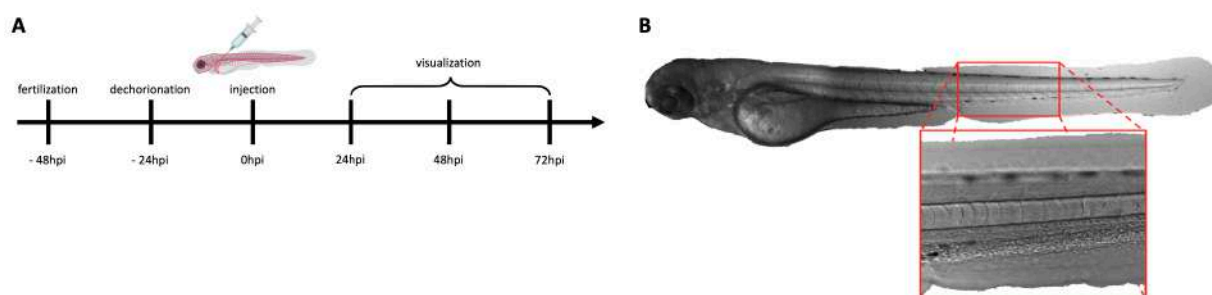 A
B
visualization
fertilization dechorionation injection
- 48hpi - 24hpi 0hpi 24hpi 48hpi 72hpi